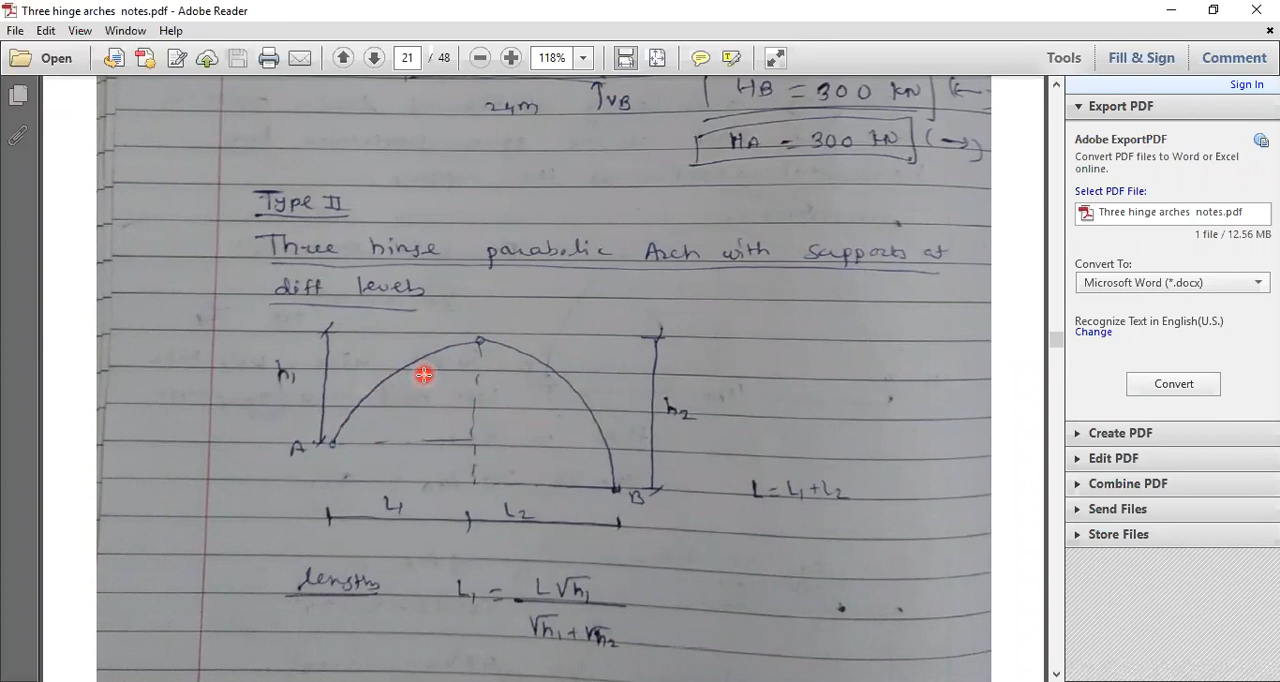 Three hinge arches notes.pdf - Adobe Reader
File Edit View Window Help
Open 21 / 48 118% Tools Fill & Sign Comment
Sign In
24m VB
HB = 300 KN (←
HA = 300 KN (→)
Type II
Three hinge parabolic Arch with supports at
diff levels
h1
h2
A
B
L1 L2
L = L1 + L2
lengths L1 = L√h1
√h1 + √h2
Export PDF
Adobe ExportPDF
Convert PDF files to Word or Excel
online.
Select PDF File:
Three hinge arches notes.pdf
1 file / 12.56 MB
Convert To:
Microsoft Word (*.docx)
Recognize Text in English(U.S.)
Change
Convert
Create PDF
Edit PDF
Combine PDF
Send Files
Store Files